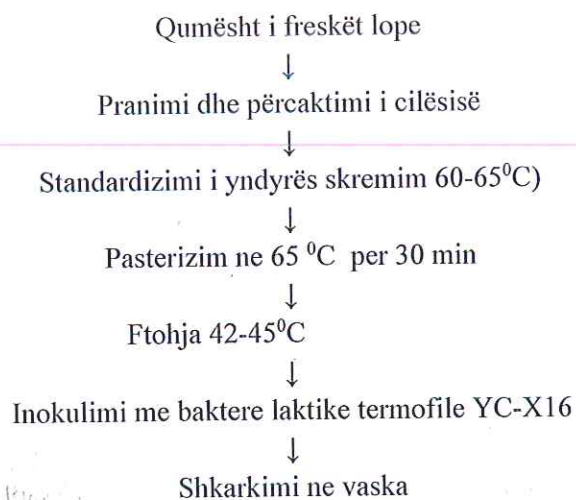 Qumësht i freskët lope
↓
Pranimi dhe përcaktimi i cilësisë
↓
Standardizimi i yndyrës skremim 60-65⁰C)
↓
Pasterizim ne 65 ⁰C per 30 min
↓
Ftohja 42-45⁰C
↓
Inokulimi me baktere laktike termofile YC-X16
↓
Shkarkimi ne vaska